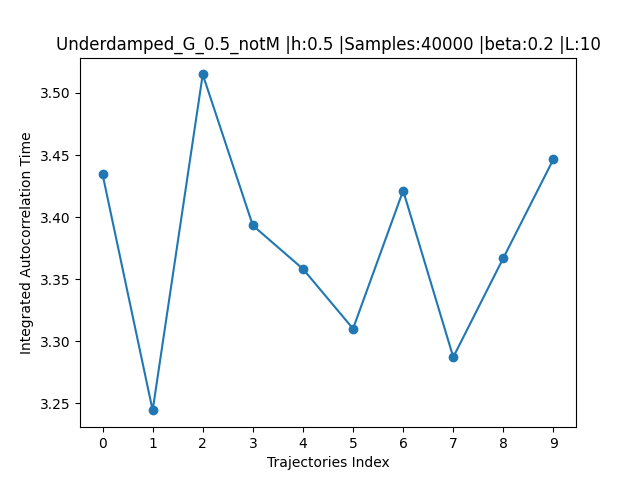 Underdamped_G_0.5_notM |h:0.5 |Samples:40000 |beta:0.2 |L:10
Integrated Autocorrelation Time
3.50
3.45
3.40
3.35
3.30
3.25
0 1 2 3 4 5 6 7 8 9
Trajectories Index